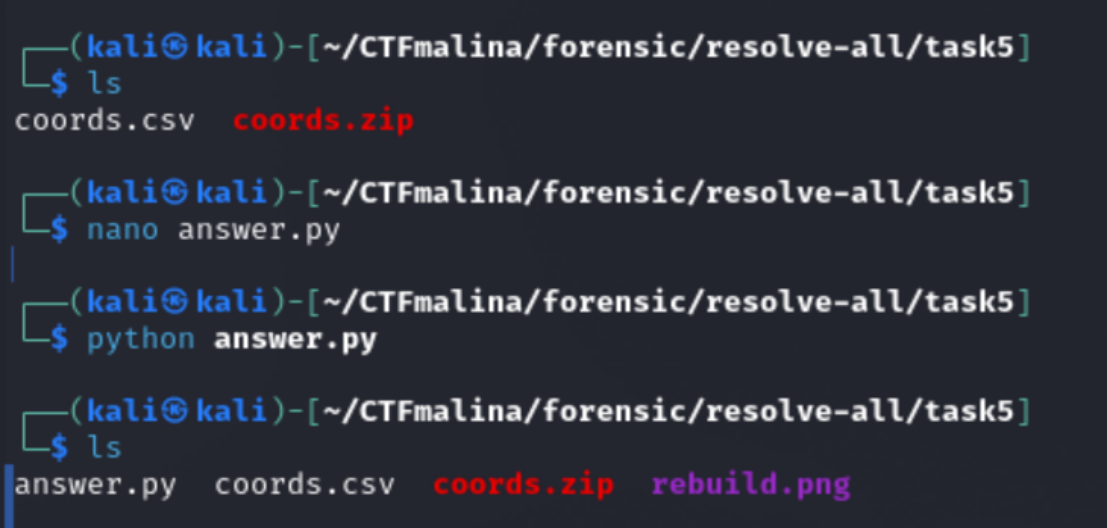 ┌──(kali㉿kali)-[~/CTFmalina/forensic/resolve-all/task5]
└─$ ls
coords.csv  coords.zip
┌──(kali㉿kali)-[~/CTFmalina/forensic/resolve-all/task5]
└─$ nano answer.py
┌──(kali㉿kali)-[~/CTFmalina/forensic/resolve-all/task5]
└─$ python answer.py
┌──(kali㉿kali)-[~/CTFmalina/forensic/resolve-all/task5]
└─$ ls
answer.py  coords.csv  coords.zip  rebuild.png